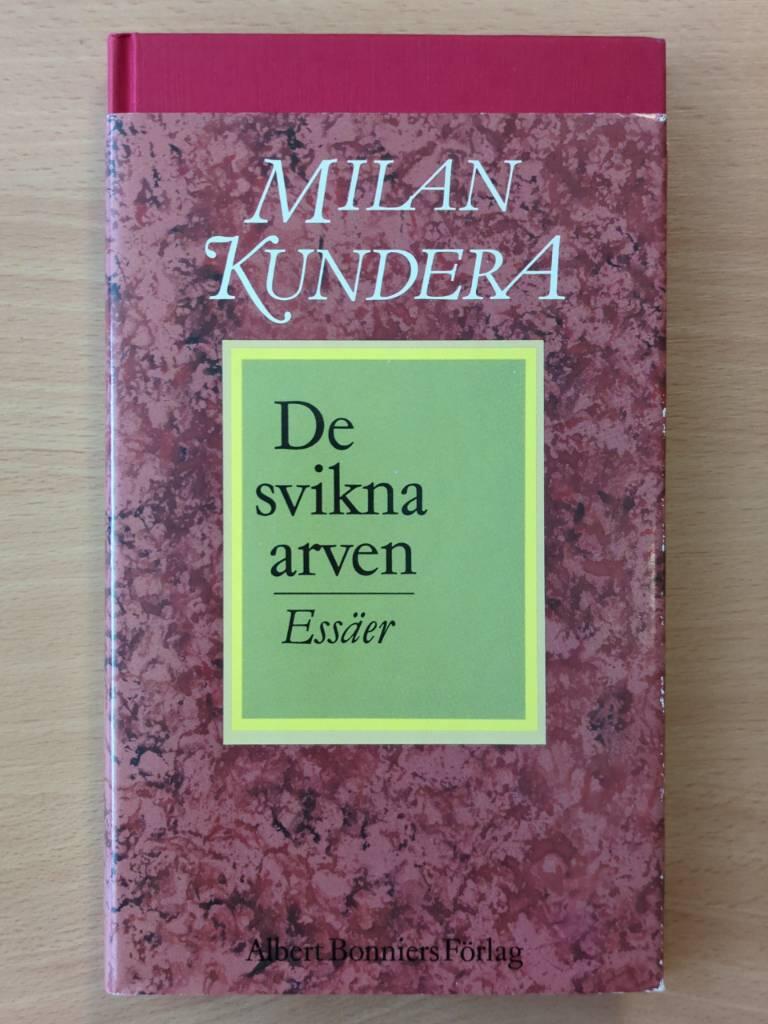 MILAN
KUNDERA
De
svikna
arven
Essäer
Albert Bonniers Förlag